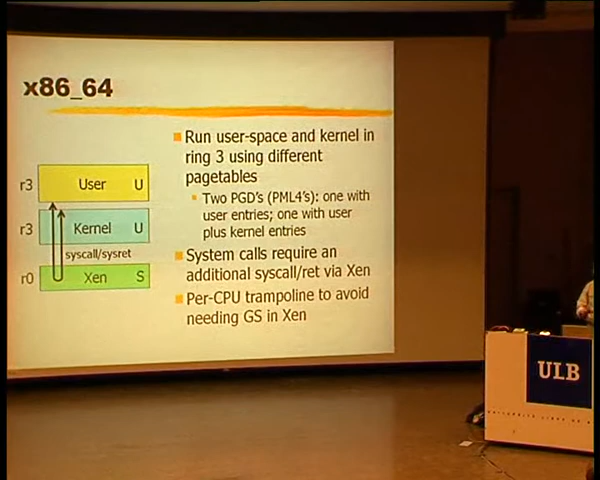 x86_64
Run user-space and kernel in
ring 3 using different
pagetables
Two PGD's (PML4's): one with
user entries; one with user
plus kernel entries
System calls require an
additional syscall/ret via Xen
Per-CPU trampoline to avoid
needing GS in Xen
r3 User U
r3 Kernel U
syscall/sysret
r0 Xen S
ULB